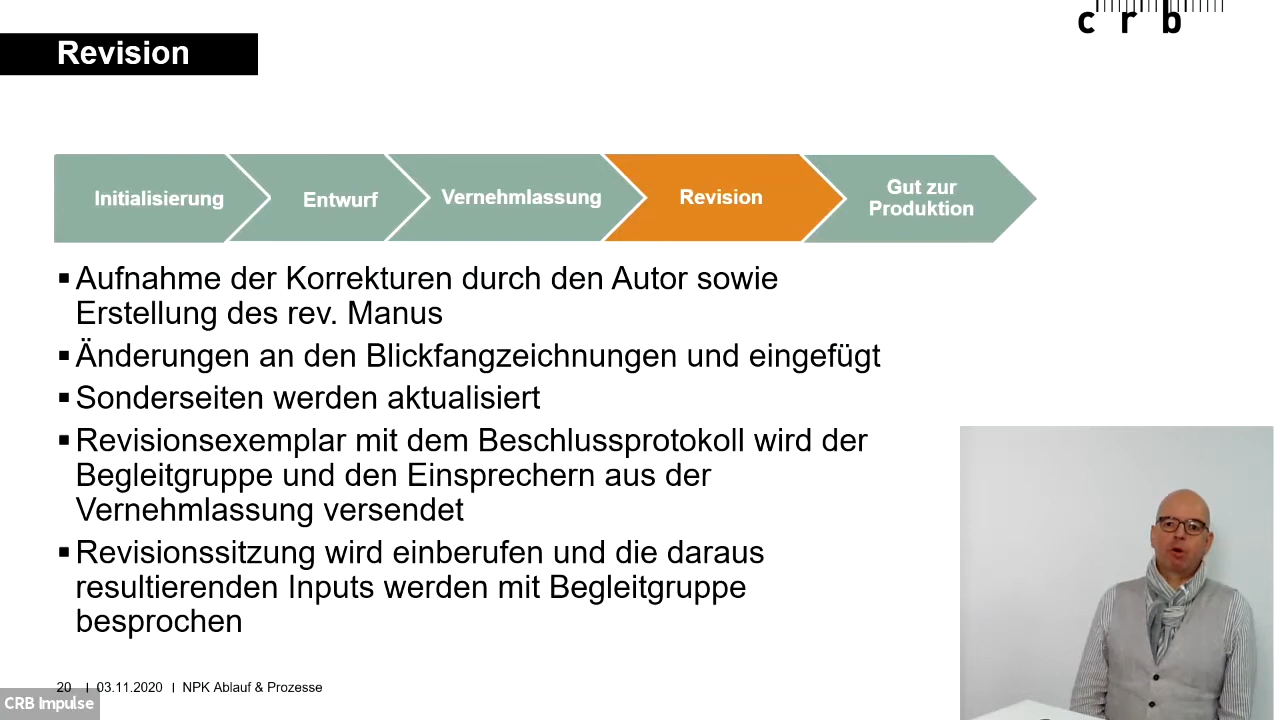 crb
Revision
Initialisierung
Entwurf
Vernehmlassung
Revision
Gut zur
Produktion
▪ Aufnahme der Korrekturen durch den Autor sowie
Erstellung des rev. Manus
▪ Änderungen an den Blickfangzeichnungen und eingefügt
▪ Sonderseiten werden aktualisiert
▪ Revisionsexemplar mit dem Beschlussprotokoll wird der
Begleitgruppe und den Einsprechern aus der
Vernehmlassung versendet
▪ Revisionssitzung wird einberufen und die daraus
resultierenden Inputs werden mit Begleitgruppe
besprochen
20 | 03.11.2020 | NPK Ablauf & Prozesse
CRB Impulse